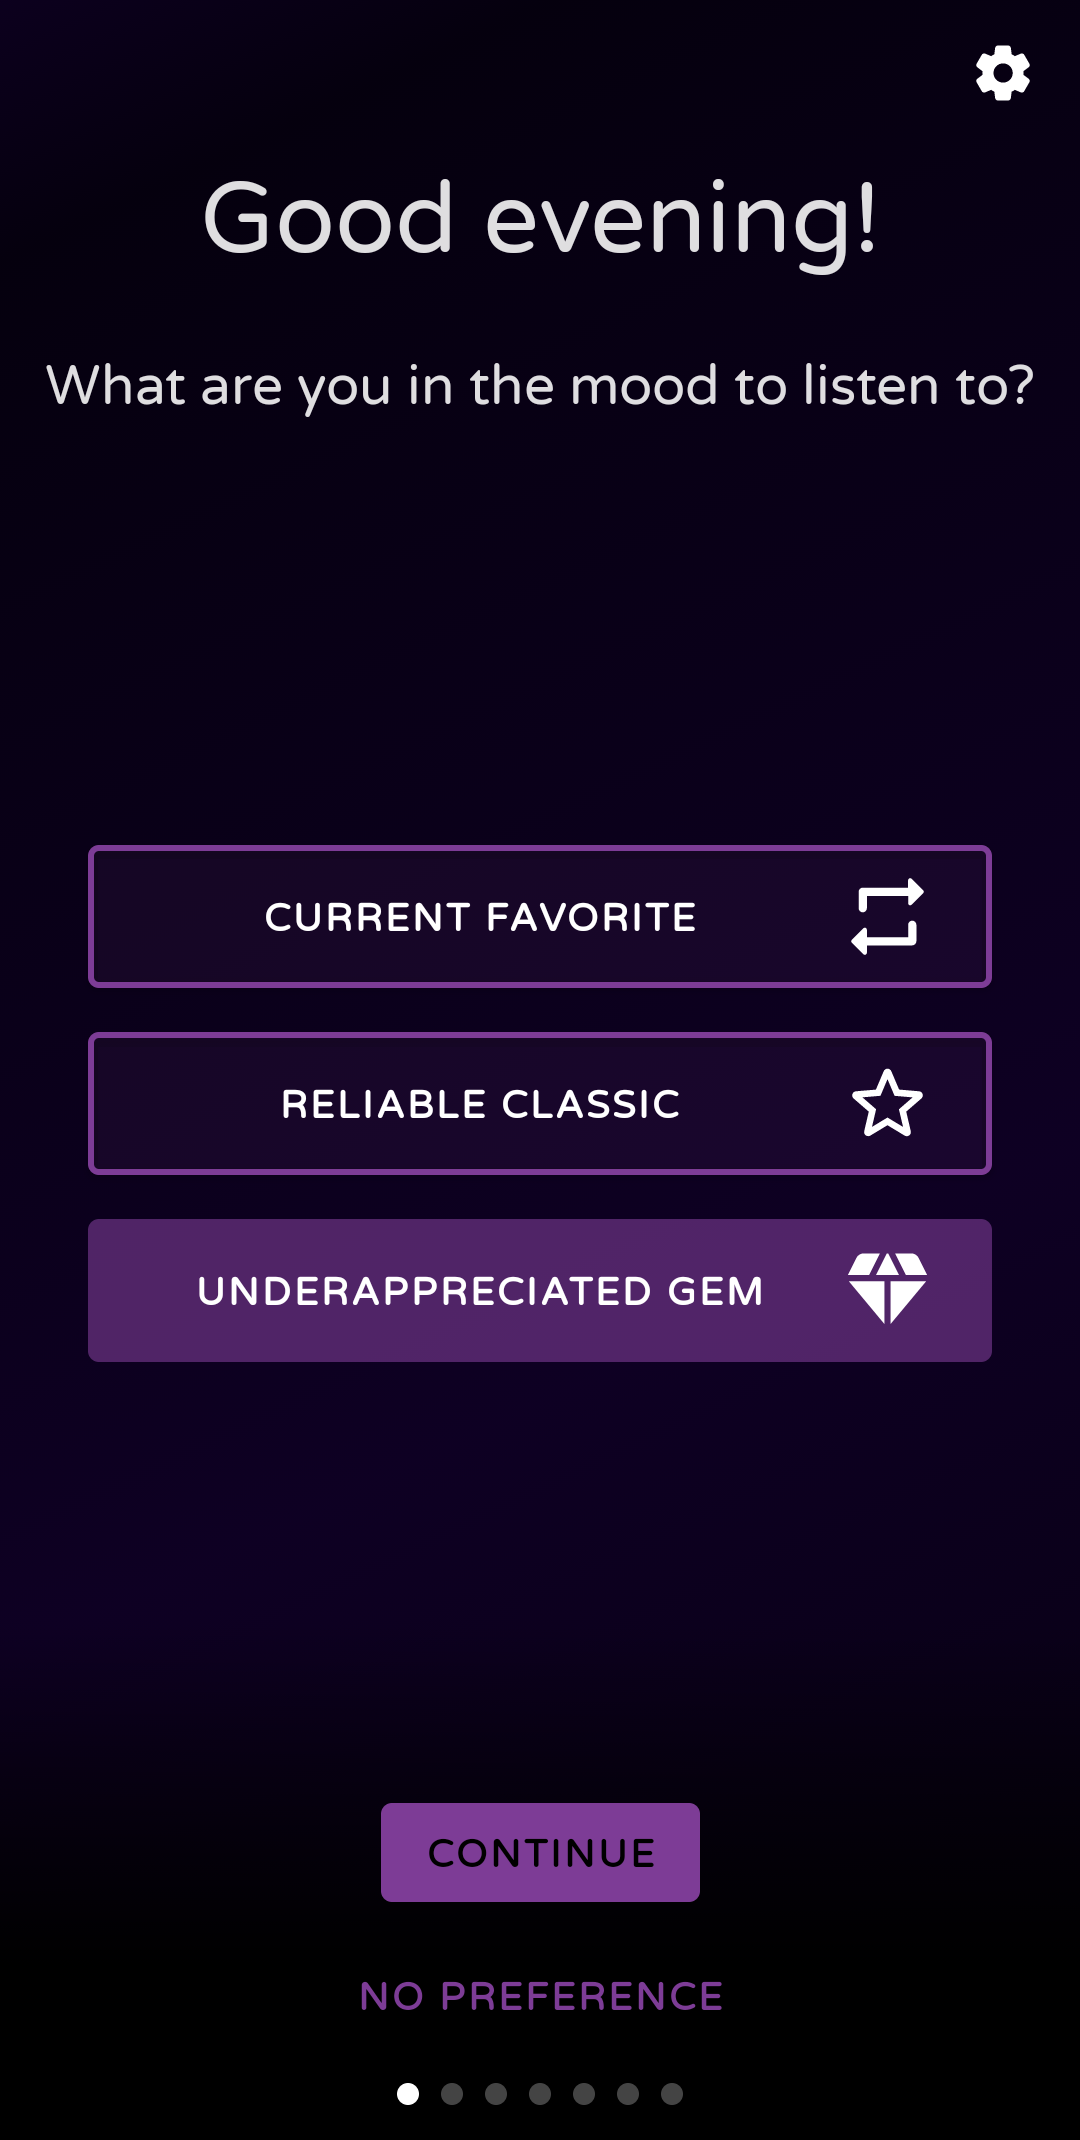 Good evening!
What are you in the mood to listen to?
CURRENT FAVORITE
RELIABLE CLASSIC
UNDERAPPRECIATED GEM
CONTINUE
NO PREFERENCE